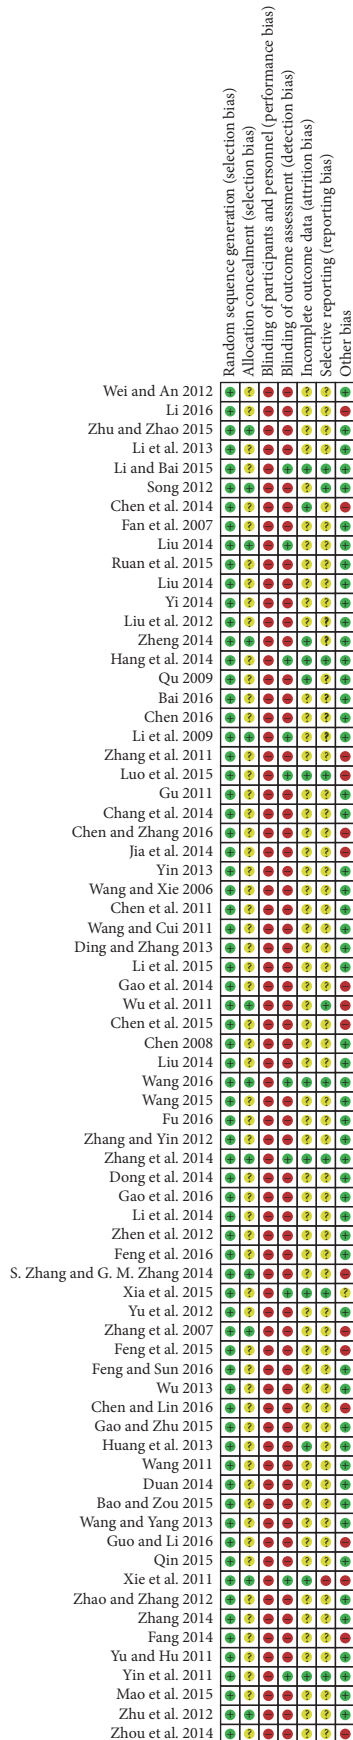 Random sequence generation (selection bias)
Allocation concealment (selection bias)
Blinding of participants and personnel (performance bias)
Blinding of outcome assessment (detection bias)
Incomplete outcome data (attrition bias)
Selective reporting (reporting bias)
Other bias
Wei and An 2012 + ? − − ? ? +
Li 2016 + ? − − ? ? −
Zhu and Zhao 2015 + + − − ? ? +
Li et al. 2013 + ? − − ? ? +
Li and Bai 2015 + ? − + + + +
Song 2012 + + − − ? + +
Chen et al. 2014 + ? − − + ? −
Fan et al. 2007 + ? − − ? ? +
Liu 2014 + + − + ? ? +
Ruan et al. 2015 + ? − − ? ? +
Liu 2014 + ? − − ? ? +
Yi 2014 + ? − − ? ? +
Liu et al. 2012 + ? − − ? ? +
Zheng 2014 + + − − + ? +
Hang et al. 2014 + ? − + + + +
Qu 2009 + ? − − + ? +
Bai 2016 + ? − − ? ? +
Chen 2016 + ? − − ? ? +
Li et al. 2009 + + − + ? ? +
Zhang et al. 2011 + ? − − ? ? −
Luo et al. 2015 + ? − + + + −
Gu 2011 + ? − − ? ? +
Chang et al. 2014 + ? − − ? ? +
Chen and Zhang 2016 + ? − − ? ? −
Jia et al. 2014 + ? − − ? ? −
Yin 2013 + ? − − ? ? +
Wang and Xie 2006 + ? − − ? ? +
Chen et al. 2011 + ? − − ? ? +
Wang and Cui 2011 + ? − − ? ? +
Ding and Zhang 2013 + ? − − ? ? +
Li et al. 2015 + ? − − ? ? +
Gao et al. 2014 + ? − − ? ? −
Wu et al. 2011 + + − − ? + −
Chen et al. 2015 + ? − − ? ? −
Chen 2008 + ? − − ? ? +
Liu 2014 + ? − − ? ? +
Wang 2016 + + − + + + +
Wang 2015 + ? − − ? ? +
Fu 2016 + ? − − ? ? +
Zhang and Yin 2012 + ? − − ? ? +
Zhang et al. 2014 + + − + + + +
Dong et al. 2014 + ? − − ? ? +
Gao et al. 2016 + ? − − ? ? +
Li et al. 2014 + ? − − ? ? +
Zhen et al. 2012 + ? − − ? ? +
Feng et al. 2016 + ? − − ? ? +
S. Zhang and G. M. Zhang 2014 + + − − ? ? −
Xia et al. 2015 + ? − + + + ?
Yu et al. 2012 + ? − − ? ? +
Zhang et al. 2007 + + − − ? ? −
Feng et al. 2015 + ? − − ? ? −
Feng and Sun 2016 + ? − − ? ? +
Wu 2013 + ? − − ? ? +
Chen and Lin 2016 + ? − − ? ? −
Gao and Zhu 2015 + ? − − ? ? +
Huang et al. 2013 + ? − − + ? +
Wang 2011 + ? − − ? ? +
Duan 2014 + ? − − ? ? +
Bao and Zou 2015 + ? − − ? ? +
Wang and Yang 2013 + ? − − ? ? +
Guo and Li 2016 + ? − − ? ? −
Qin 2015 + ? − − ? ? +
Xie et al. 2011 + + − + + − −
Zhao and Zhang 2012 + ? − − ? ? +
Zhang 2014 + ? − − ? ? +
Fang 2014 + ? − − ? ? −
Yu and Hu 2011 + ? − − ? ? +
Yin et al. 2011 + ? − + + + +
Mao et al. 2015 + ? − − ? ? +
Zhu et al. 2012 + + − − ? ? +
Zhou et al. 2014 + ? − − ? ? −